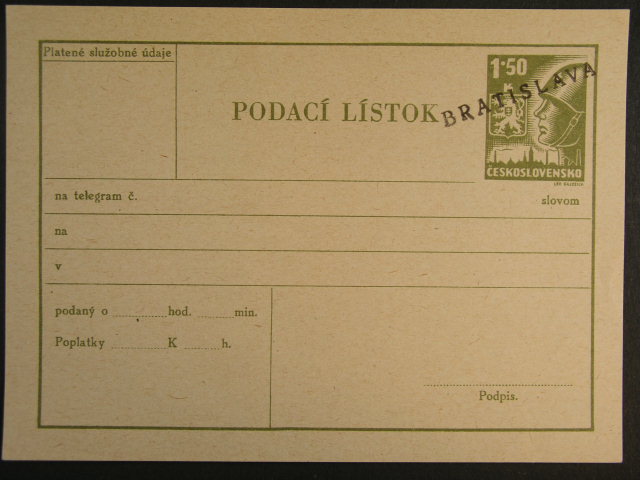 Platené služobné údaje
1·50
PODACÍ LÍSTOK
BRATISLAVA
ČESKOSLOVENSKO
na telegram č. slovom
na
v
podaný o hod. min.
Poplatky K h.
Podpis.